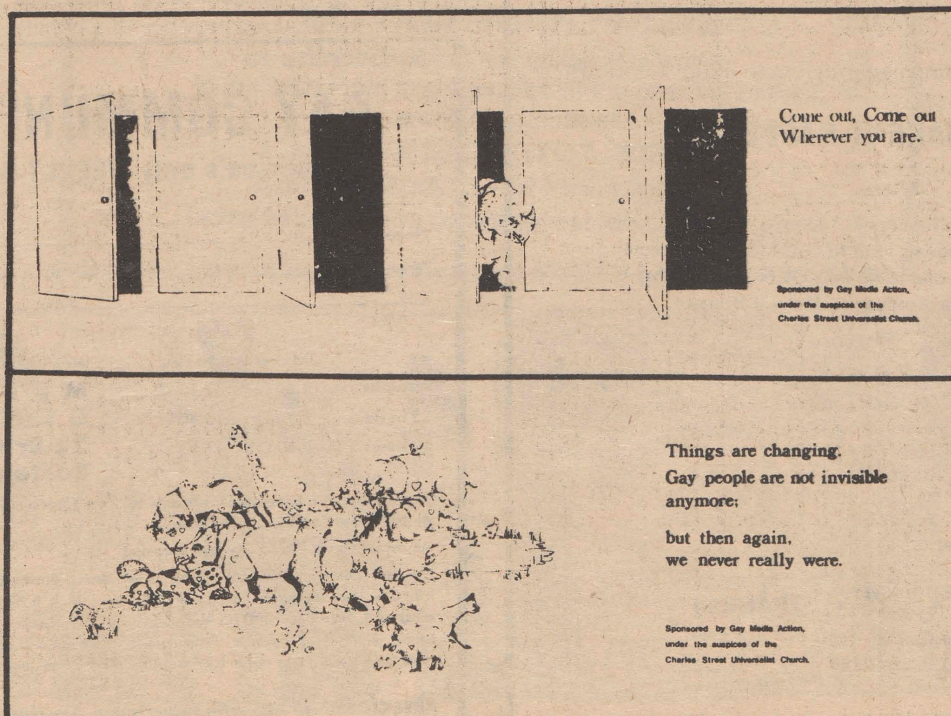 Come out, Come out
Wherever you are.
Sponsored by Gay Media Action,
under the auspices of the
Charles Street Universalist Church.
Things are changing.
Gay people are not invisible
anymore;
but then again,
we never really were.
Sponsored by Gay Media Action,
under the auspices of the
Charles Street Universalist Church.